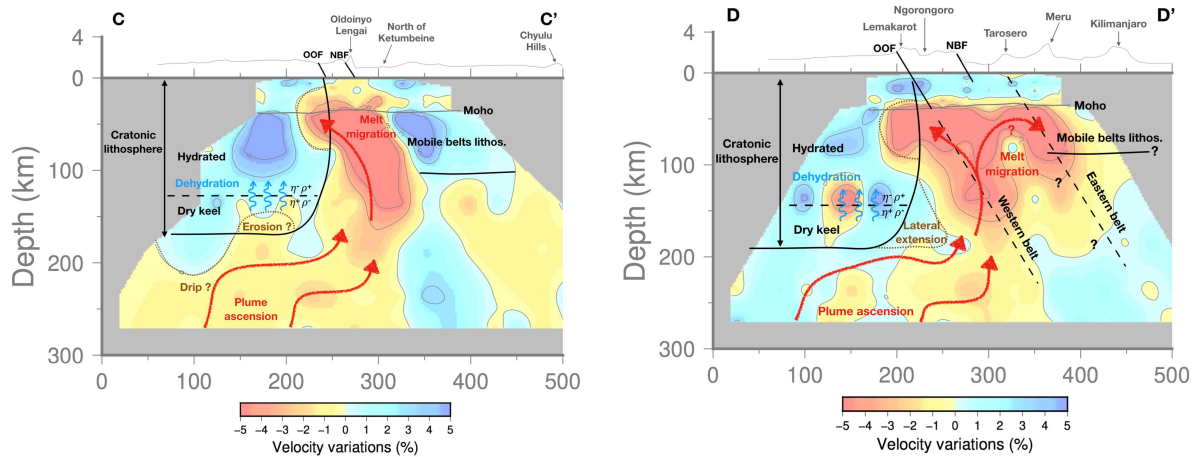 C
C'
Oldoinyo
Lengai
North of
Ketumbeine
Chyulu
Hills
OOF
NBF
4
0
100
200
300
Depth (km)
Moho
Cratonic
lithosphere
Hydrated
Dehydration
η⁻ρ⁺
η⁺ρ⁻
Dry keel
Erosion ?
Drip ?
Melt
migration
Mobile belts lithos.
Plume
ascension
0
100
200
300
400
500
−5 −4 −3 −2 −1 0 1 2 3 4 5
Velocity variations (%)
D
D'
Ngorongoro
Lemakarot
Meru
Tarosero
Kilimanjaro
OOF
NBF
4
0
100
200
300
Depth (km)
Moho
Cratonic
lithosphere
Hydrated
Dehydration
η⁻ρ⁺
η⁺ρ⁻
Dry keel
Lateral
extension
?
Melt
migration
Mobile belts lithos.
?
?
Western belt
Eastern belt
?
Plume ascension
0
100
200
300
400
500
−5 −4 −3 −2 −1 0 1 2 3 4 5
Velocity variations (%)